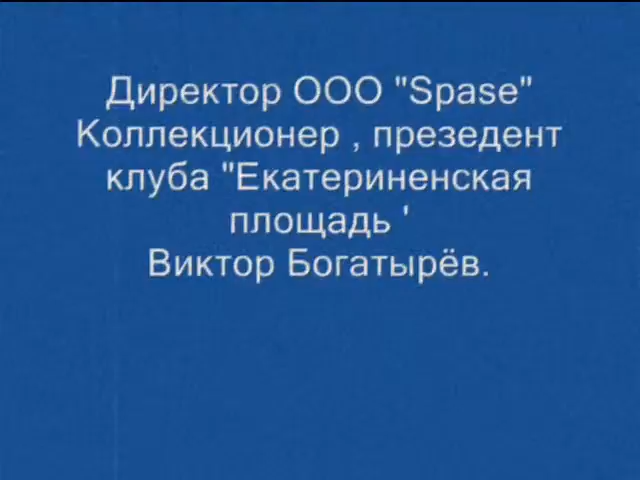 Директор ООО "Spase"
Коллекционер , презедент
клуба "Екатериненская
площадь '
Виктор Богатырёв.